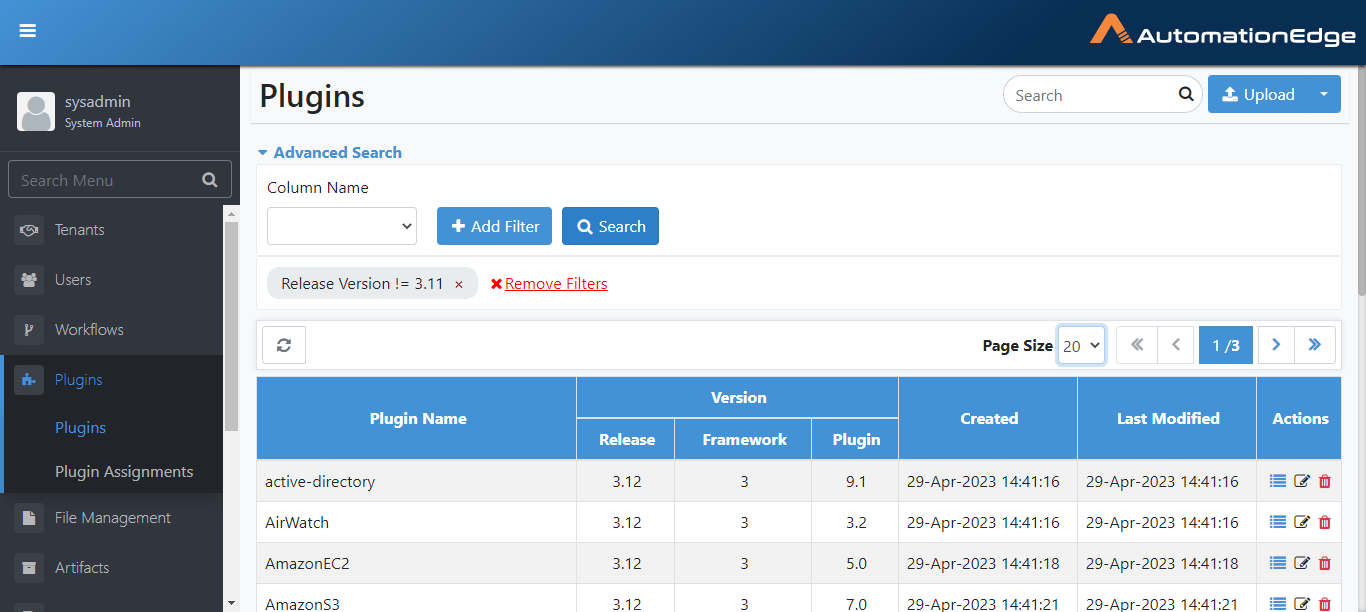 AutomationEdge
sysadmin
System Admin
Search Menu
Tenants
Users
Workflows
Plugins
Plugins
Plugin Assignments
File Management
Artifacts
Plugins
Search
Upload
Advanced Search
Column Name
Add Filter
Search
Release Version != 3.11 ×
Remove Filters
Page Size 20 « < 1 /3 > »
Plugin Name Version Created Last Modified Actions
Release Framework Plugin
active-directory 3.12 3 9.1 29-Apr-2023 14:41:16 29-Apr-2023 14:41:16
AirWatch 3.12 3 3.2 29-Apr-2023 14:41:16 29-Apr-2023 14:41:16
AmazonEC2 3.12 3 5.0 29-Apr-2023 14:41:18 29-Apr-2023 14:41:18
AmazonS3 3.12 3 7.0 29-Apr-2023 14:41:21 29-Apr-2023 14:41:21